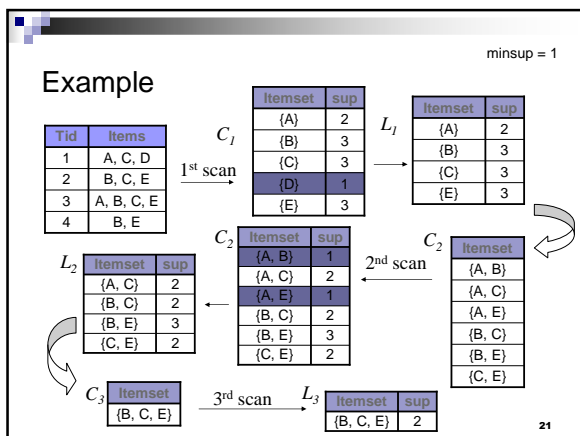 minsup = 1
Example
Tid Items
1 A, C, D
2 B, C, E
3 A, B, C, E
4 B, E
1st scan
C1
Itemset sup
{A} 2
{B} 3
{C} 3
{D} 1
{E} 3
L1
Itemset sup
{A} 2
{B} 3
{C} 3
{E} 3
C2
Itemset
{A, B}
{A, C}
{A, E}
{B, C}
{B, E}
{C, E}
2nd scan
C2
Itemset sup
{A, B} 1
{A, C} 2
{A, E} 1
{B, C} 2
{B, E} 3
{C, E} 2
L2
Itemset sup
{A, C} 2
{B, C} 2
{B, E} 3
{C, E} 2
C3
Itemset
{B, C, E}
3rd scan
L3
Itemset sup
{B, C, E} 2
21